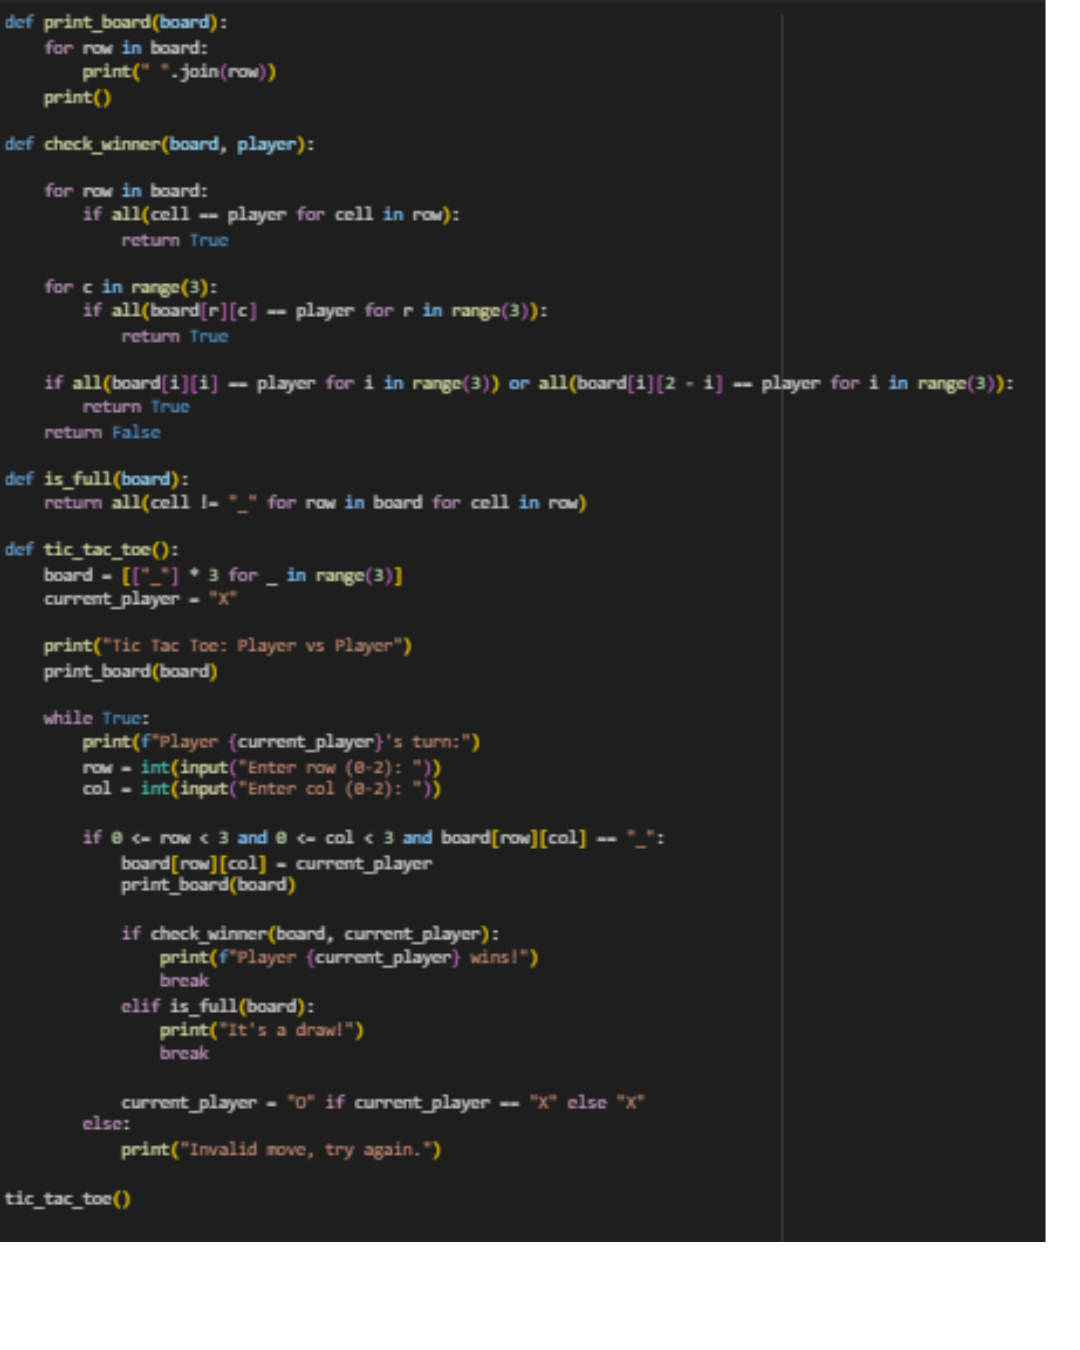 def print_board(board):
    for row in board:
        print(" ".join(row))
    print()

def check_winner(board, player):

    for row in board:
        if all(cell == player for cell in row):
            return True

    for c in range(3):
        if all(board[r][c] == player for r in range(3)):
            return True

    if all(board[i][i] == player for i in range(3)) or all(board[i][2 - i] == player for i in range(3)):
        return True
    return False

def is_full(board):
    return all(cell != "_" for row in board for cell in row)

def tic_tac_toe():
    board = [["_"] * 3 for _ in range(3)]
    current_player = "X"

    print("Tic Tac Toe: Player vs Player")
    print_board(board)

    while True:
        print(f"Player {current_player}'s turn:")
        row = int(input("Enter row (0-2): "))
        col = int(input("Enter col (0-2): "))

        if 0 <= row < 3 and 0 <= col < 3 and board[row][col] == "_":
            board[row][col] = current_player
            print_board(board)

            if check_winner(board, current_player):
                print(f"Player {current_player} wins!")
                break
            elif is_full(board):
                print("It's a draw!")
                break

            current_player = "O" if current_player == "X" else "X"
        else:
            print("Invalid move, try again.")

tic_tac_toe()